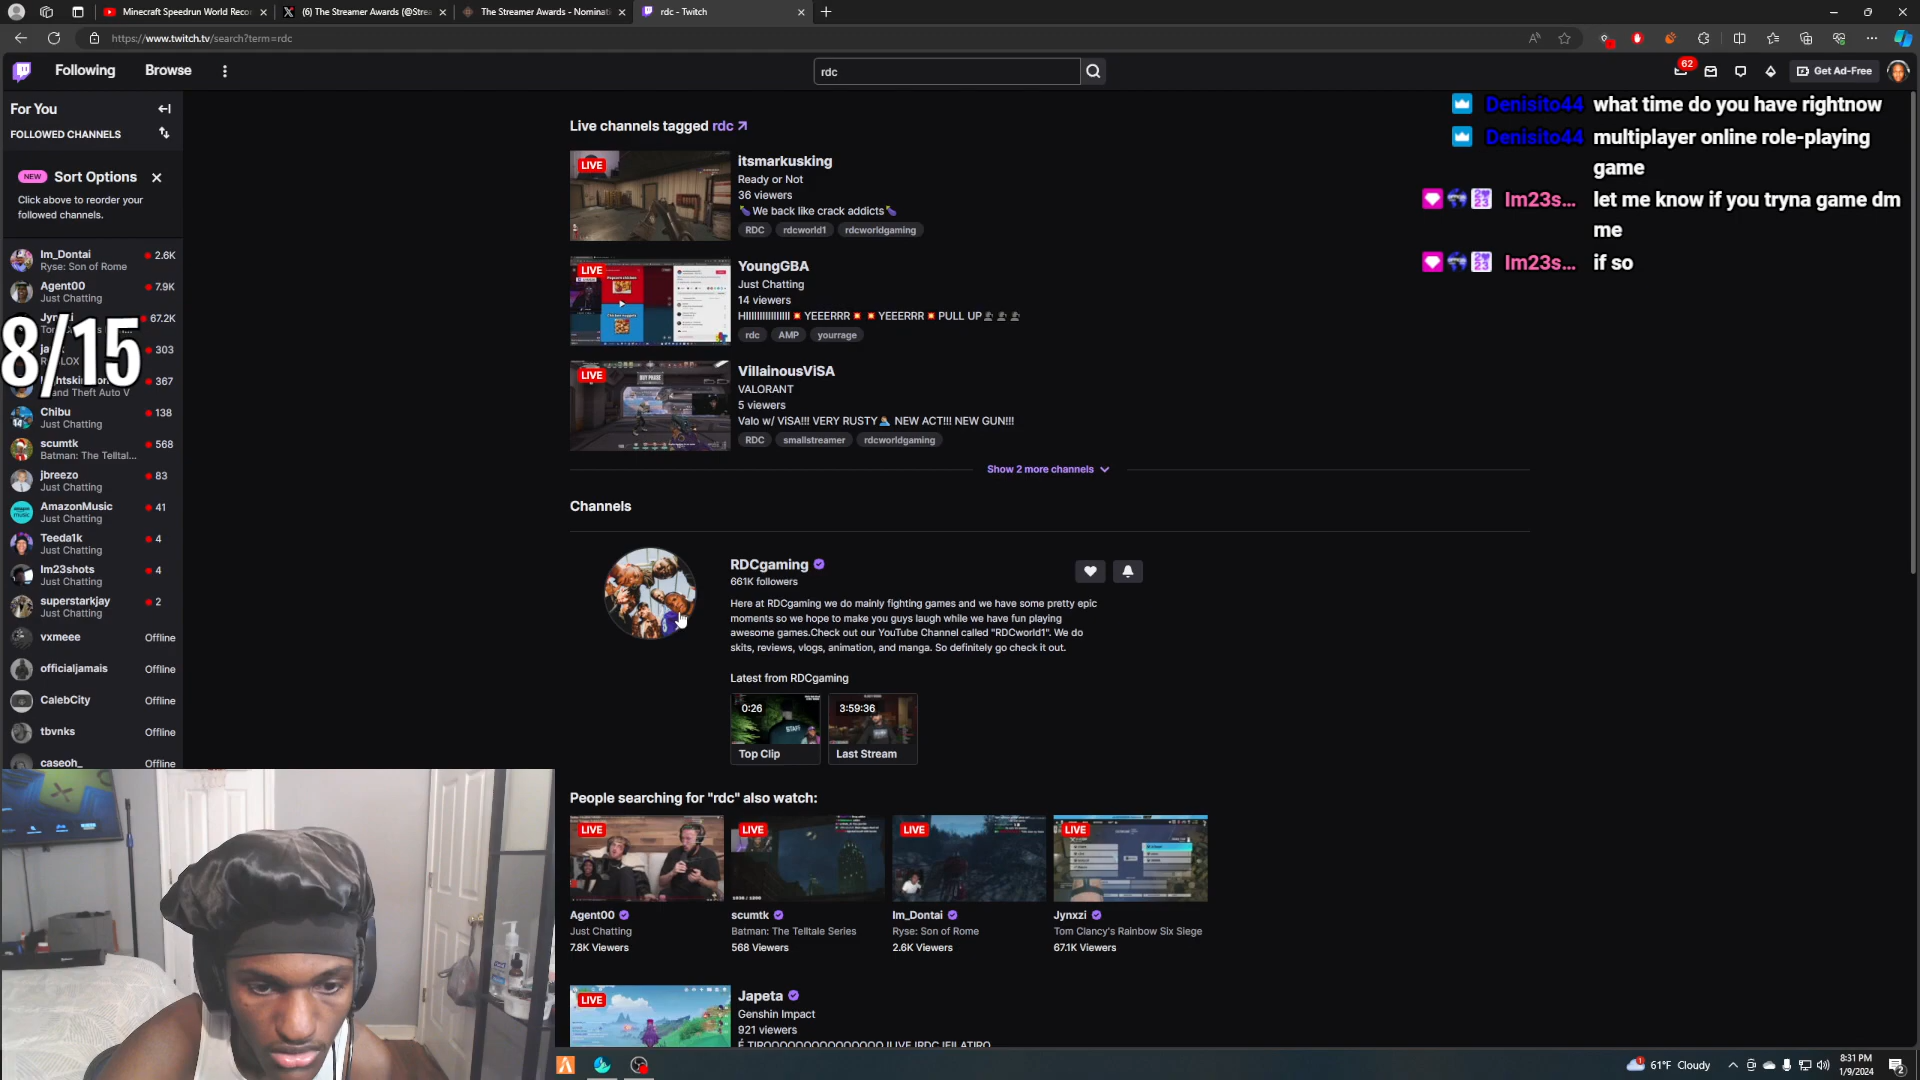 Minecraft Speedrun World Reco
(6) The Streamer Awards (@Strea
The Streamer Awards - Nominati
rdc - Twitch
https://www.twitch.tv/search?term=rdc
Following
Browse
rdc
62
Get Ad-Free
For You
FOLLOWED CHANNELS
NEW Sort Options
Click above to reorder your
followed channels.
Im_Dontai 2.6K
Ryse: Son of Rome
Agent00 7.9K
Just Chatting
67.2K
8/15
303
367
and Theft Auto V
Chibu 138
Just Chatting
scumtk 568
Batman: The Telltal...
jbreezo 83
Just Chatting
AmazonMusic 41
Just Chatting
Teeda1k 4
Just Chatting
Im23shots 4
Just Chatting
superstarkjay 2
Just Chatting
vxmeee Offline
officialjamais Offline
CalebCity Offline
tbvnks Offline
caseoh_ Offline
Live channels tagged rdc
LIVE
itsmarkusking
Ready or Not
36 viewers
We back like crack addicts
RDC rdcworld1 rdcworldgaming
LIVE
YoungGBA
Just Chatting
14 viewers
YEEERRR YEEERRR PULL UP
rdc AMP yourrage
LIVE
VillainousViSA
VALORANT
5 viewers
Valo w/ ViSA!!! VERY RUSTY NEW ACT!!! NEW GUN!!!
RDC smallstreamer rdcworldgaming
Show 2 more channels
Channels
RDCgaming
661K followers
Here at RDCgaming we do mainly fighting games and we have some pretty epic
moments so we hope to make you guys laugh while we have fun playing
awesome games.Check out our YouTube Channel called "RDCworld1". We do
skits, reviews, vlogs, animation, and manga. So definitely go check it out.
Latest from RDCgaming
0:26
STAFF
Top Clip
3:59:36
Last Stream
People searching for "rdc" also watch:
LIVE
LIVE
LIVE
LIVE
Agent00
Just Chatting
7.8K Viewers
scumtk
Batman: The Telltale Series
568 Viewers
Im_Dontai
Ryse: Son of Rome
2.6K Viewers
Jynxzi
Tom Clancy's Rainbow Six Siege
67.1K Viewers
LIVE
Japeta
Genshin Impact
921 viewers
Denisito44 what time do you have rightnow
Denisito44 multiplayer online role-playing
game
Im23s... let me know if you tryna game dm
me
Im23s... if so
61°F Cloudy
8:31 PM
1/9/2024